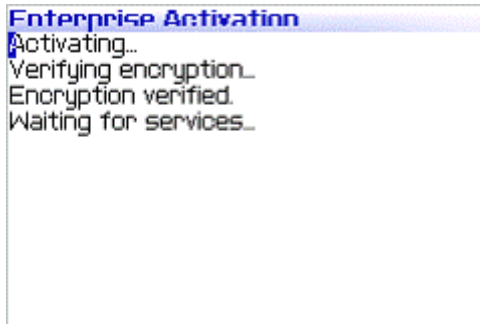 Enterprise Activation
Activating...
Verifying encryption...
Encryption verified.
Waiting for services...